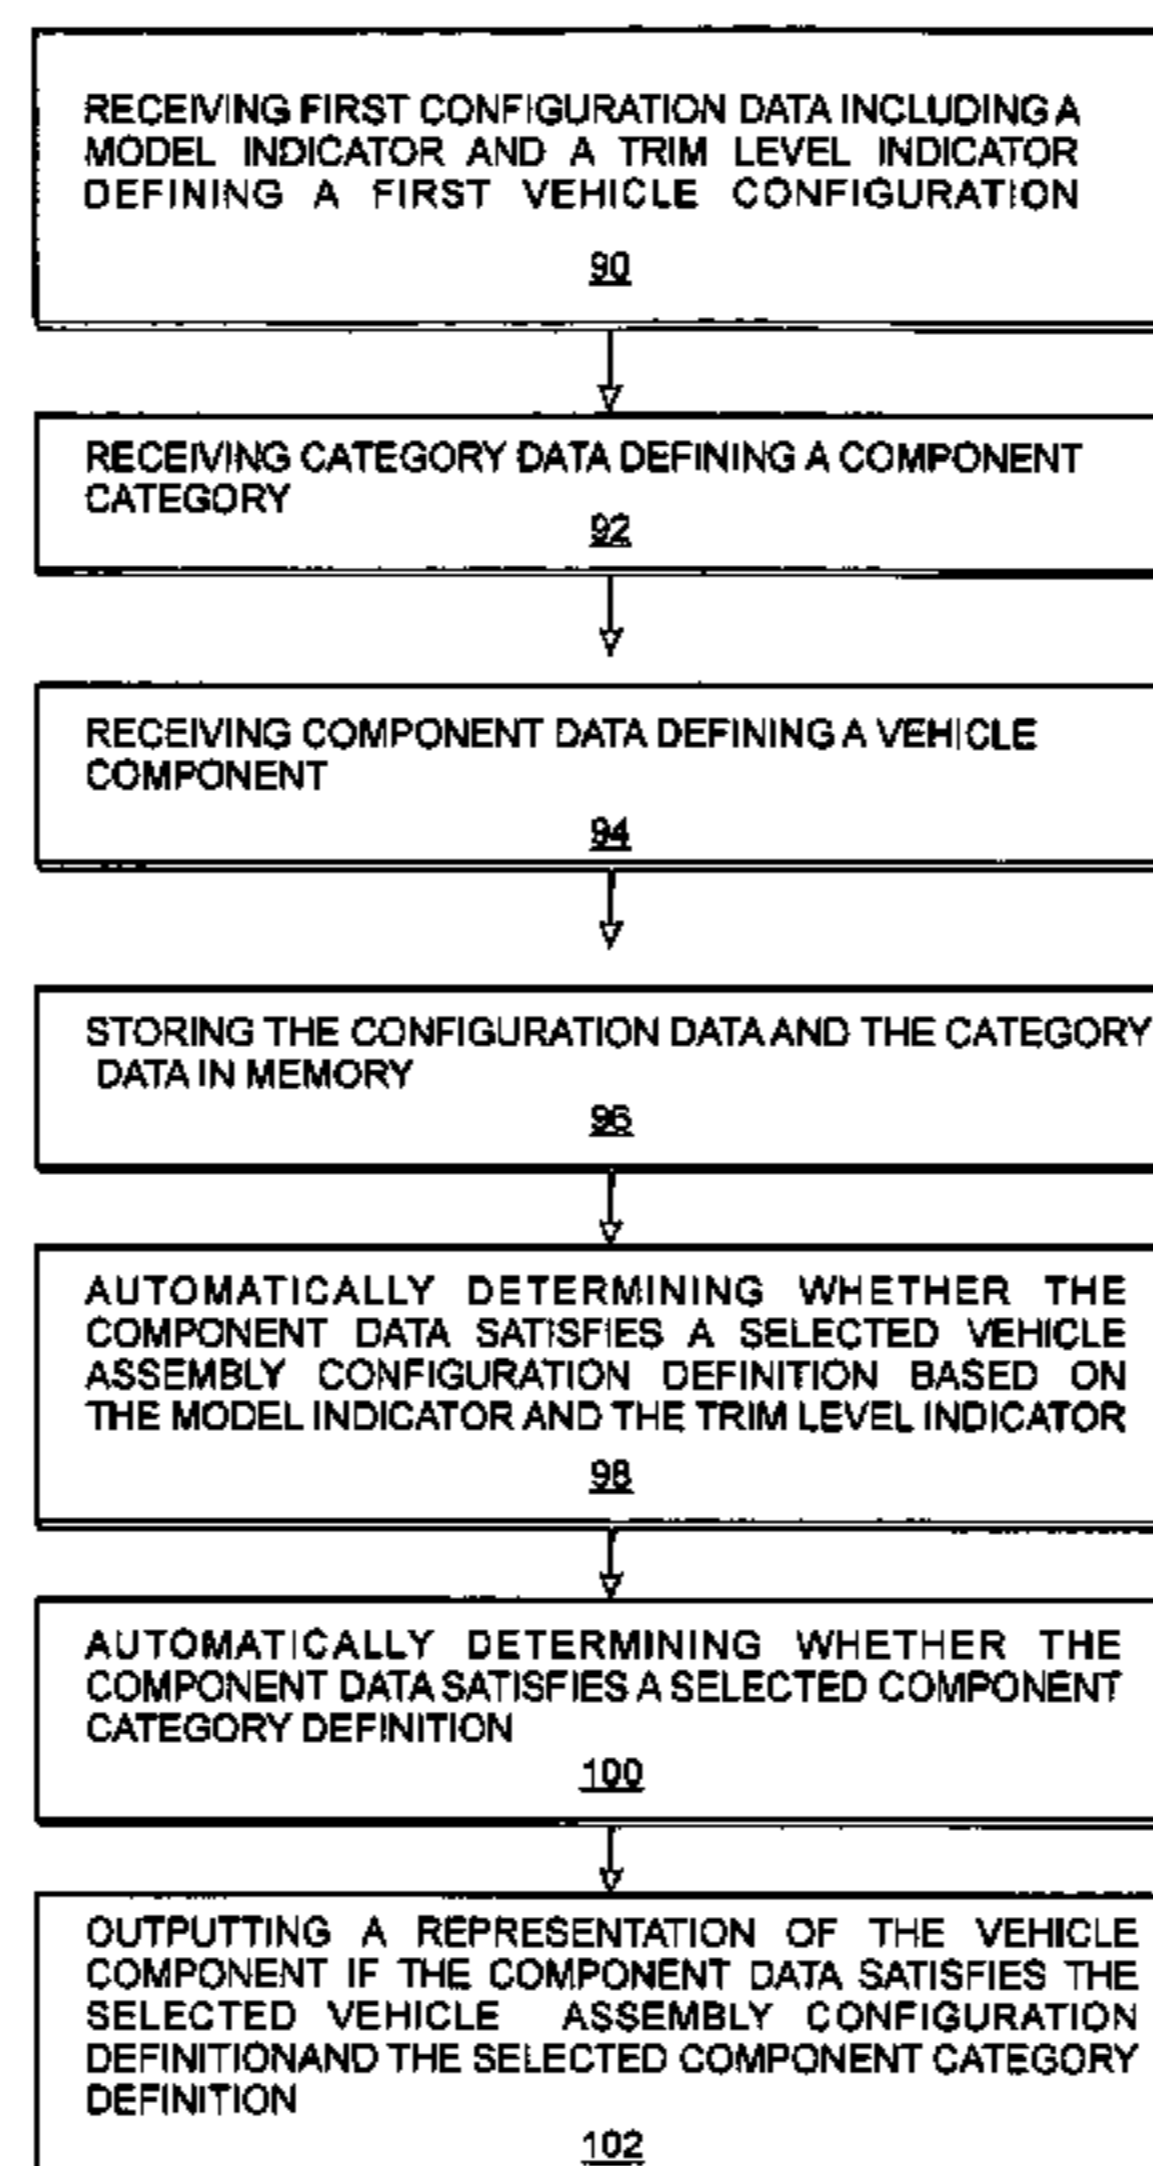 RECEIVING FIRST CONFIGURATION DATA INCLUDING A
MODEL INDICATOR AND A TRIM LEVEL INDICATOR
DEFINING A FIRST VEHICLE CONFIGURATION
90
RECEIVING CATEGORY DATA DEFINING A COMPONENT
CATEGORY
92
RECEIVING COMPONENT DATA DEFINING A VEHICLE
COMPONENT
94
STORING THE CONFIGURATION DATA AND THE CATEGORY
DATA IN MEMORY
96
AUTOMATICALLY DETERMINING WHETHER THE
COMPONENT DATA SATISFIES A SELECTED VEHICLE
ASSEMBLY CONFIGURATION DEFINITION BASED ON
THE MODEL INDICATOR AND THE TRIM LEVEL INDICATOR
98
AUTOMATICALLY DETERMINING WHETHER THE
COMPONENT DATA SATISFIES A SELECTED COMPONENT
CATEGORY DEFINITION
100
OUTPUTTING A REPRESENTATION OF THE VEHICLE
COMPONENT IF THE COMPONENT DATA SATISFIES THE
SELECTED VEHICLE ASSEMBLY CONFIGURATION
DEFINITIONAND THE SELECTED COMPONENT CATEGORY
DEFINITION
102